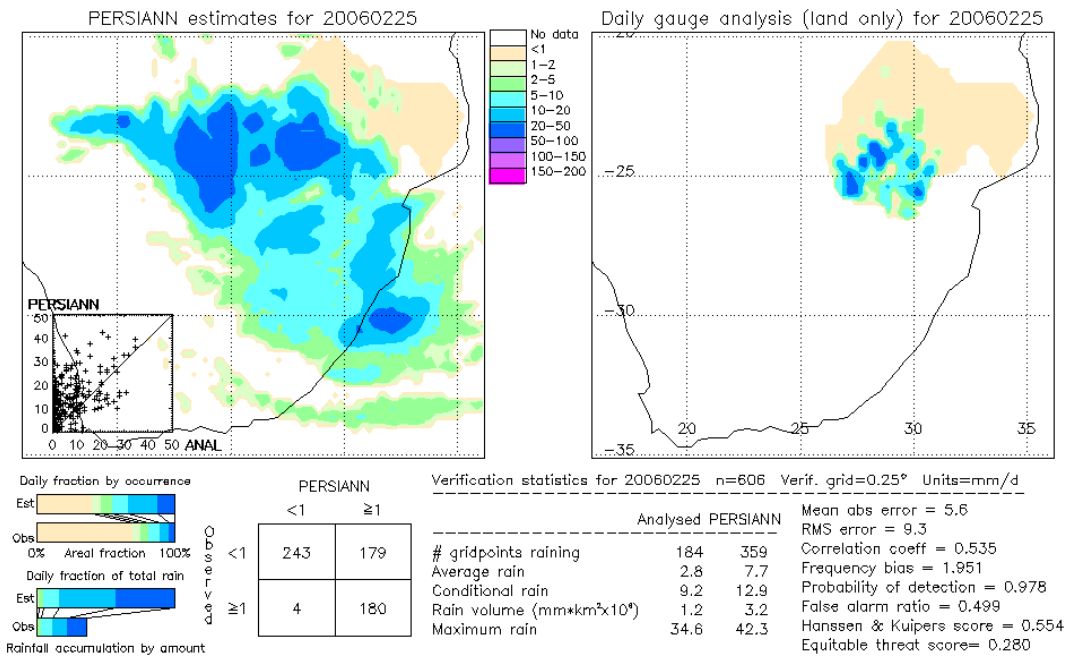 PERSIANN estimates for 20060225
Daily gauge analysis (land only) for 20060225
No data
<1
1-2
2-5
5-10
10-20
20-50
50-100
100-150
150-200
-20
-25
-30
-35
20
25
30
35
PERSIANN
50
40
30
20
10
0
0 10 20 30 40 50
ANAL
Daily fraction by occurrence
Est
Obs
0% Areal fraction 100%
Daily fraction of total rain
Est
Obs
Rainfall accumulation by amount
PERSIANN
<1 ≥1
Observed
<1 243 179
≥1 4 180
Verification statistics for 20060225 n=606 Verif. grid=0.25° Units=mm/d
Analysed PERSIANN
# gridpoints raining 184 359
Average rain 2.8 7.7
Conditional rain 9.2 12.9
Rain volume (mm*km²x10⁶) 1.2 3.2
Maximum rain 34.6 42.3
Mean abs error = 5.6
RMS error = 9.3
Correlation coeff = 0.535
Frequency bias = 1.951
Probability of detection = 0.978
False alarm ratio = 0.499
Hanssen & Kuipers score = 0.554
Equitable threat score= 0.280